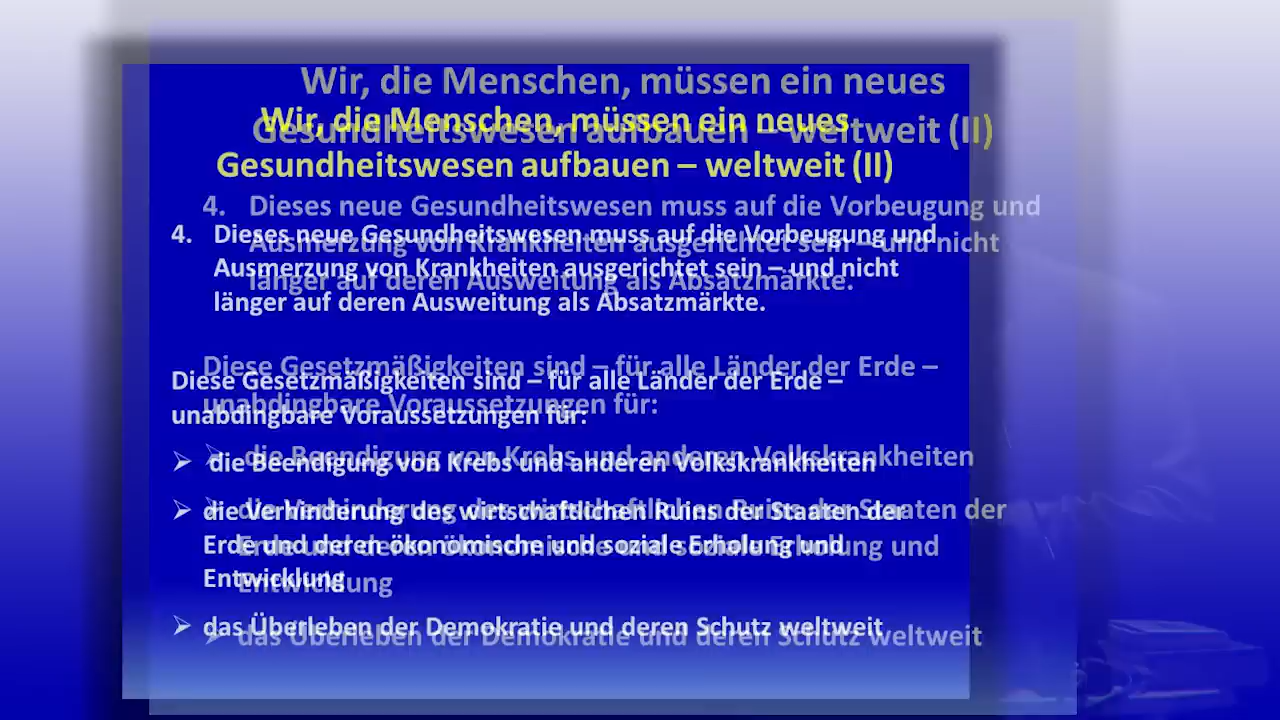 Wir, die Menschen, müssen ein neues
Gesundheitswesen aufbauen – weltweit (II)
4. Dieses neue Gesundheitswesen muss auf die Vorbeugung und
Ausmerzung von Krankheiten ausgerichtet sein – und nicht
länger auf deren Ausweitung als Absatzmärkte.
Diese Gesetzmäßigkeiten sind – für alle Länder der Erde –
unabdingbare Voraussetzungen für:
➢ die Beendigung von Krebs und anderen Volkskrankheiten
➢ die Verhinderung des wirtschaftlichen Ruins der Staaten der
Erde und deren ökonomische und soziale Erholung und
Entwicklung
➢ das Überleben der Demokratie und deren Schutz weltweit